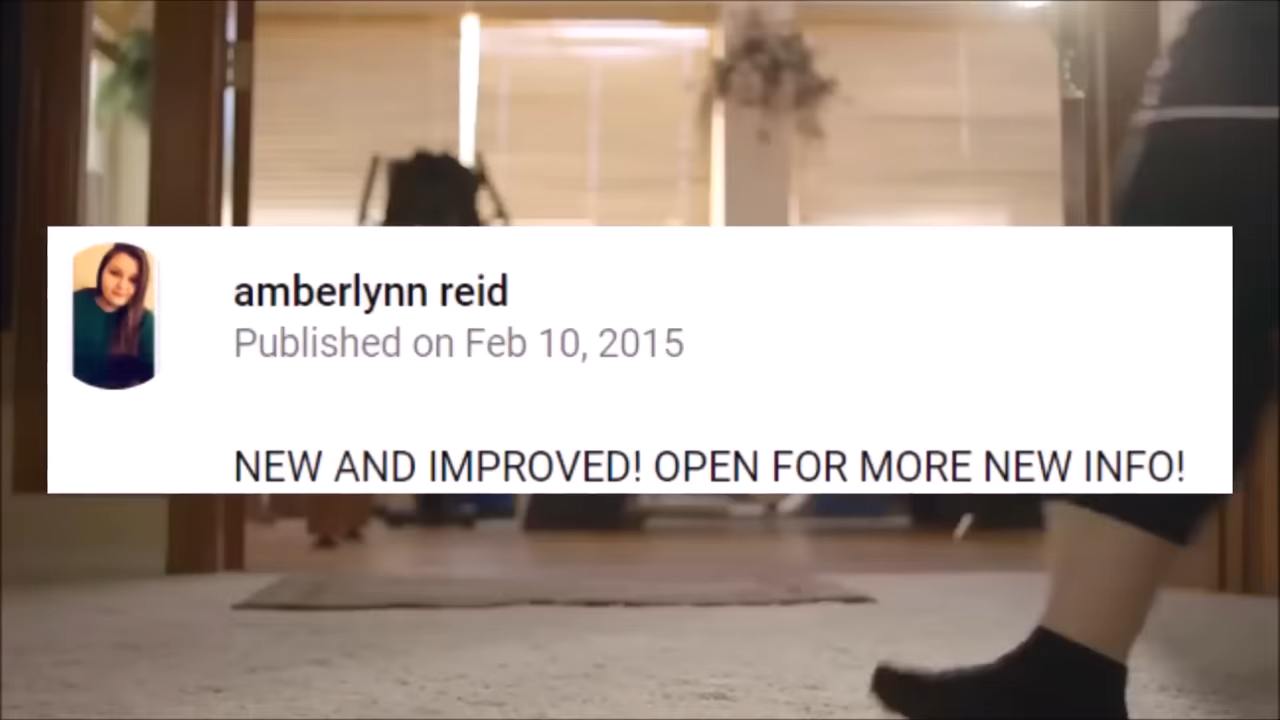 amberlynn reid
Published on Feb 10, 2015
NEW AND IMPROVED! OPEN FOR MORE NEW INFO!